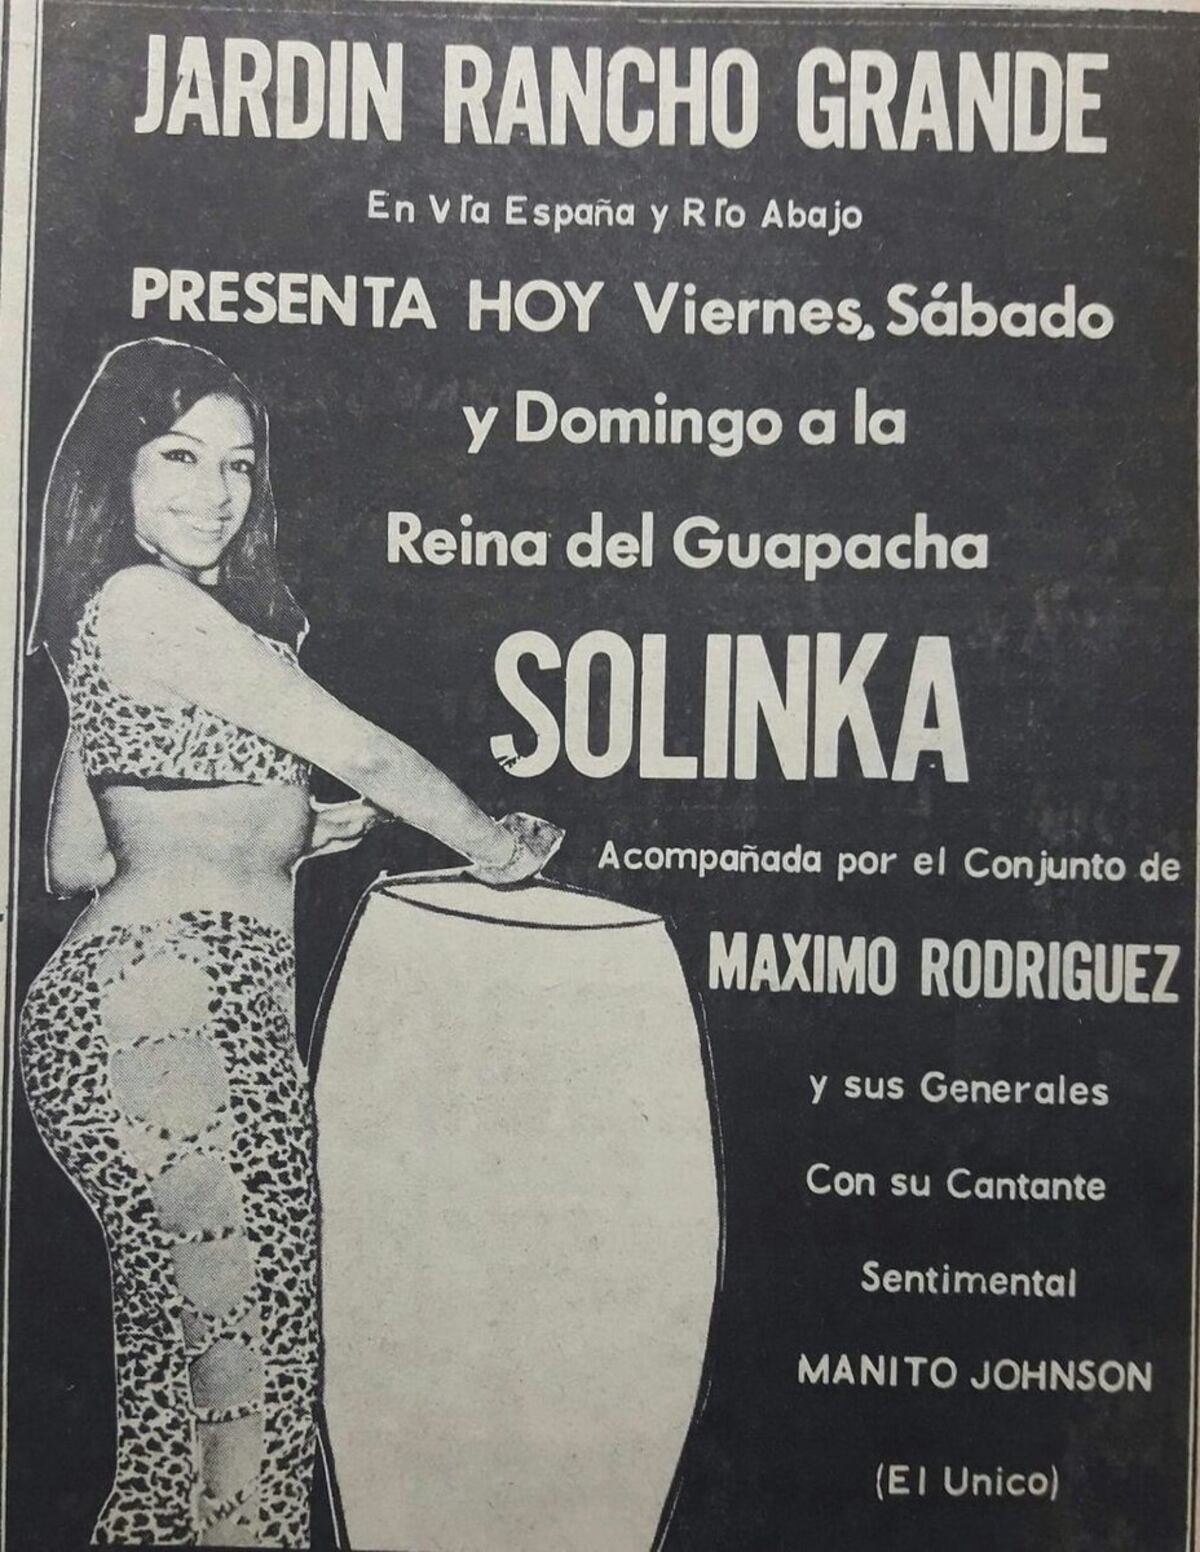 JARDIN RANCHO GRANDE
En Vía España y Río Abajo
PRESENTA HOY Viernes, Sábado
y Domingo a la
Reina del Guapacha
SOLINKA
Acompañada por el Conjunto de
MAXIMO RODRIGUEZ
y sus Generales
Con su Cantante
Sentimental
MANITO JOHNSON
(El Unico)